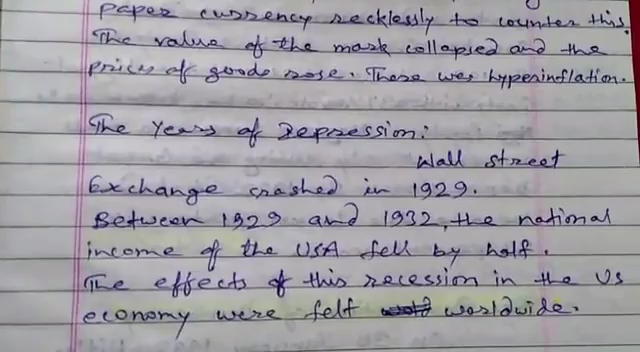 paper currency recklessly to counter this.
The value of the mark collapsed and the
prices of goods rose. There was hyperinflation.
The Years of Depression:
Wall Street
Exchange crashed in 1929.
Between 1929 and 1932, the national
income of the USA fell by half.
The effects of this recession in the US
economy were felt worldwide.